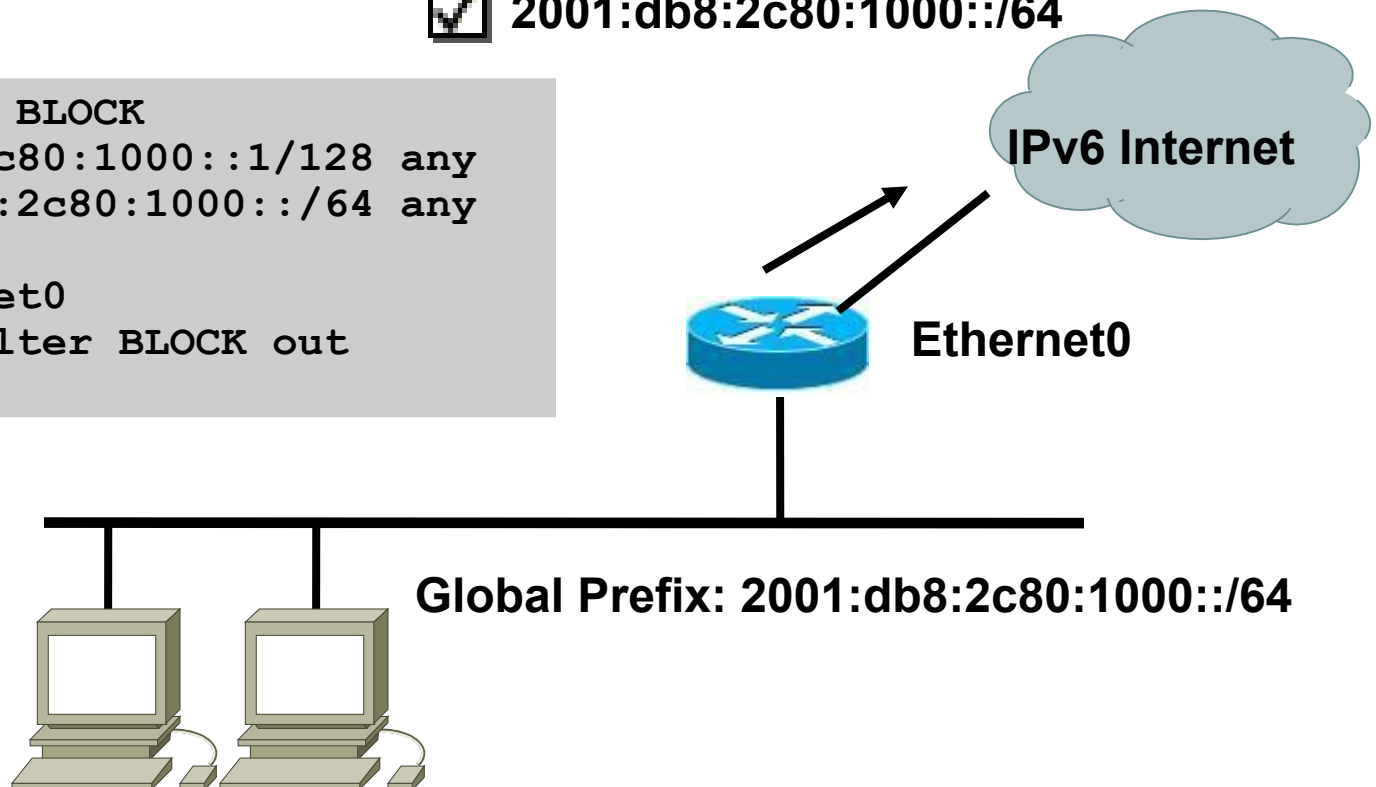 2001:db8:2c80:1000::/64
BLOCK
c80:1000::1/128 any
:2c80:1000::/64 any
et0
lter BLOCK out
IPv6 Internet
Ethernet0
Global Prefix: 2001:db8:2c80:1000::/64